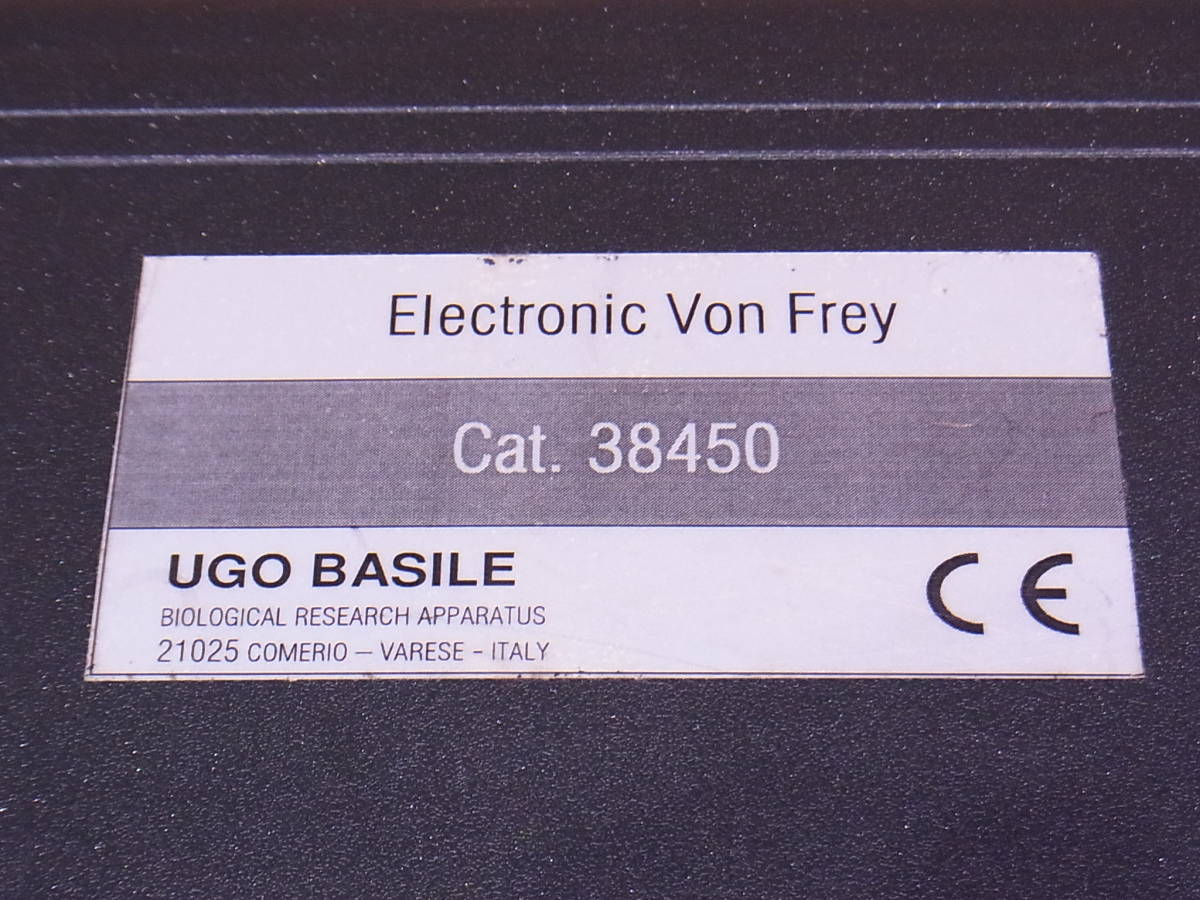 Electronic Von Frey
Cat. 38450
UGO BASILE
BIOLOGICAL RESEARCH APPARATUS
21025 COMERIO – VARESE - ITALY
CE